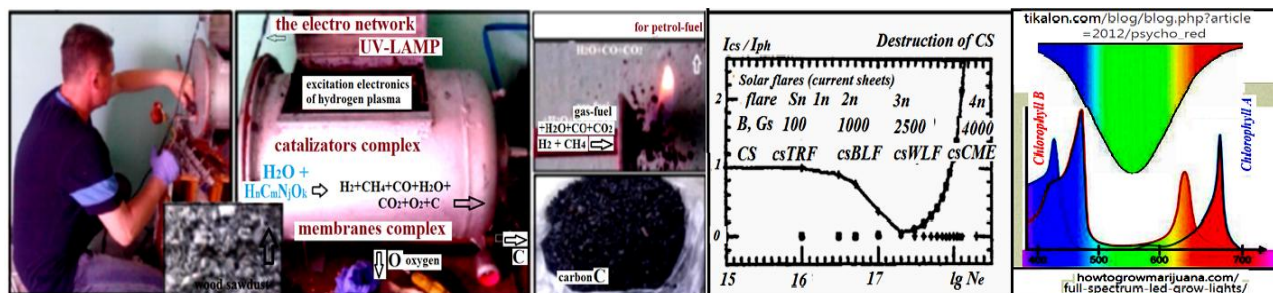 the electro network
UV-LAMP
excitation electronics
of hydrogen plasma
catalizators complex
H2O +
HnCmNjOk
H2+CH4+CO+H2O+
CO2+O2+C
membranes complex
C
O oxygen
wood sawdust
for petrol-fuel
H2O+CO+CO2
gas-fuel
+H2O+CO+CO2
H2 + CH4
carbon C
Ics / Iph
Destruction of CS
Solar flares (current sheets)
flare Sn 1n 2n 3n 4n
B, Gs 100 1000 2500 4000
CS csTRF csBLF csWLF csCME
2
1
0
15 16 17 lg Ne
tikalon.com/blog/blog.php?article
=2012/psycho_red
Chlorophyll B
Chlorophyll A
400 500 600 700
howtogrowmarijuana.com/
full-spectrum-led-grow-lights/